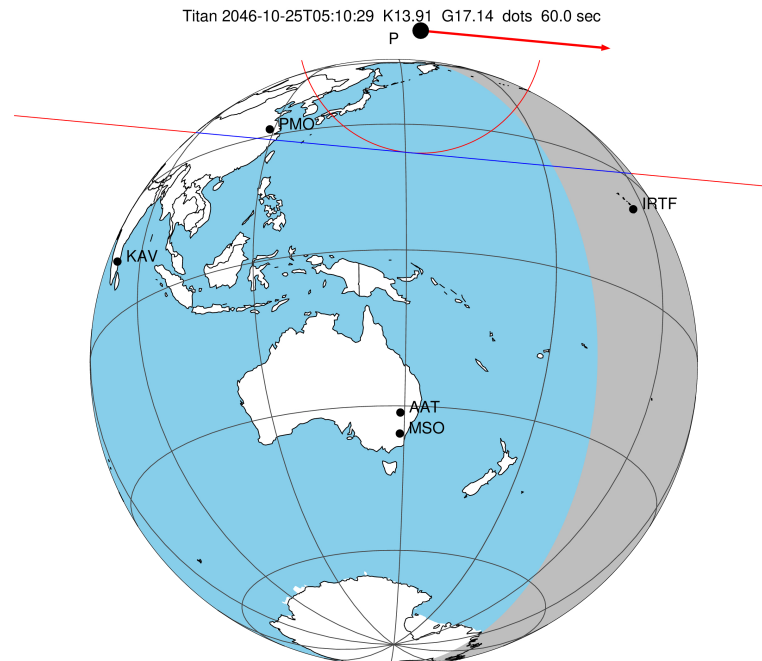 Titan 2046-10-25T05:10:29  K13.91  G17.14  dots  60.0 sec
P
PMO
IRTF
KAV
AAT
MSO